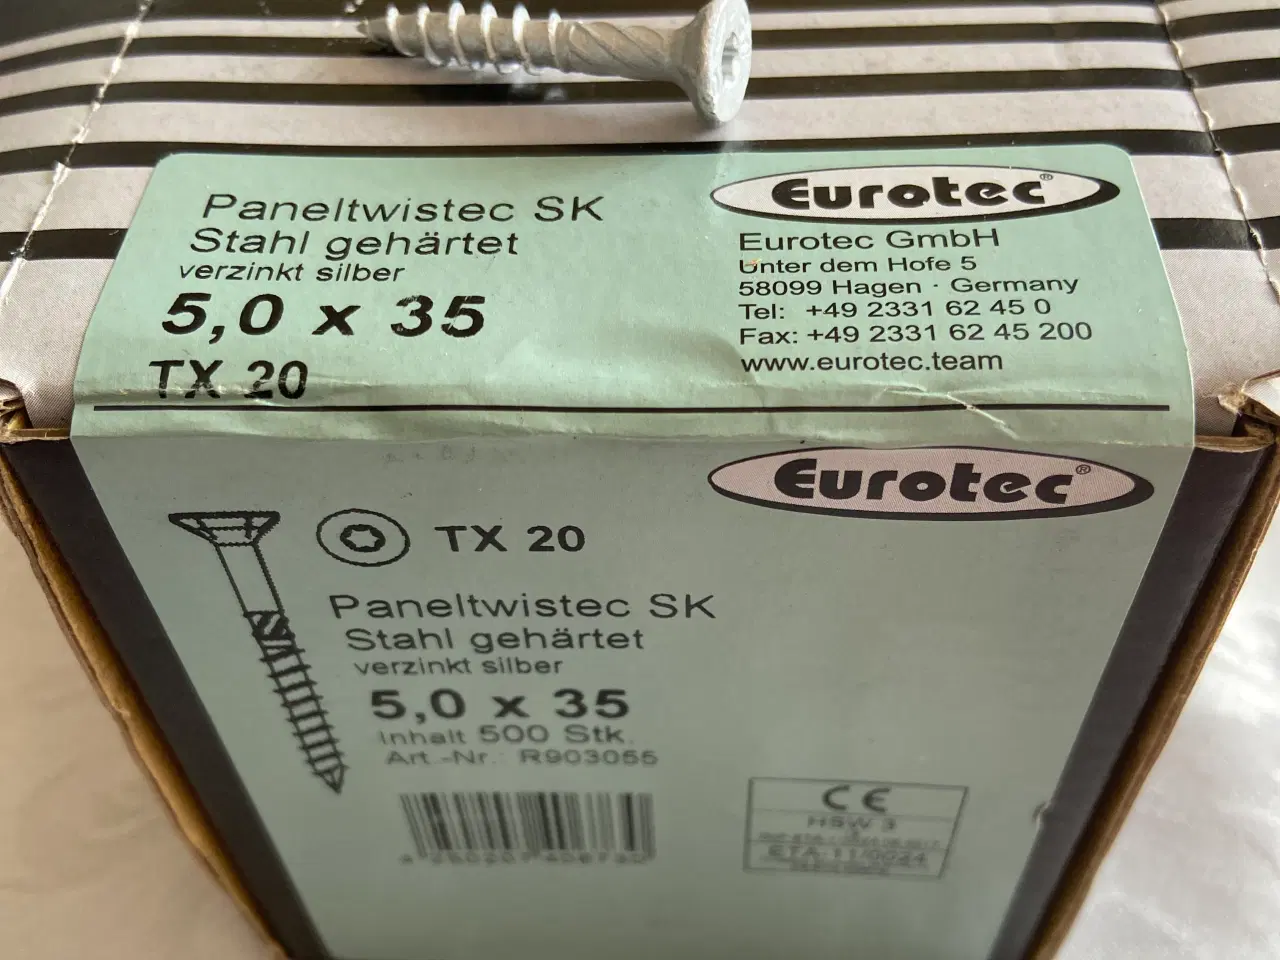 Paneltwistec SK
Stahl gehärtet
verzinkt silber
5,0 x 35
TX 20
Eurotec®
Eurotec GmbH
Unter dem Hofe 5
58099 Hagen · Germany
Tel: +49 2331 62 45 0
Fax: +49 2331 62 45 200
www.eurotec.team
Eurotec®
TX 20
Paneltwistec SK
Stahl gehärtet
verzinkt silber
5,0 x 35
Inhalt 500 Stk.
Art.-Nr.: R903055
CE
HSW 3
ETA-11/0024